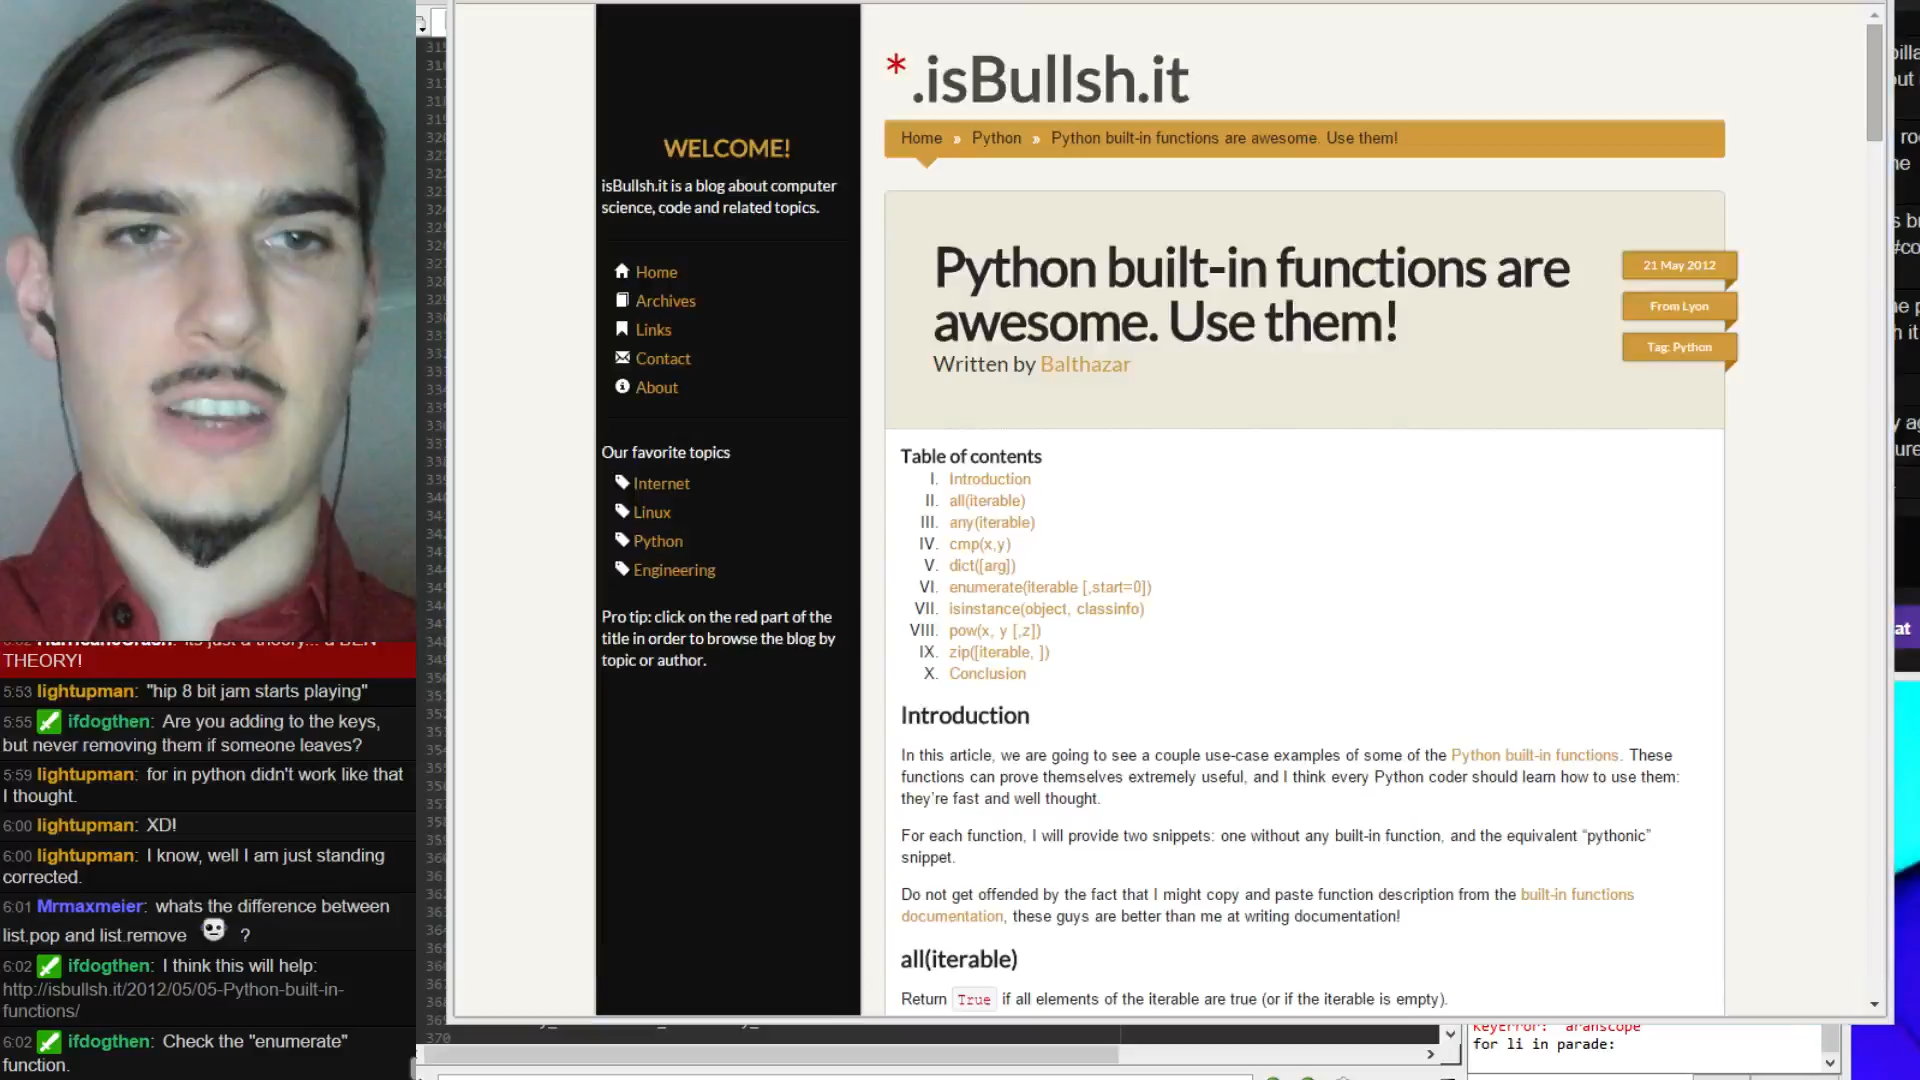 *.isBullsh.it
Home » Python » Python built-in functions are awesome. Use them!
WELCOME!
isBullsh.it is a blog about computer
science, code and related topics.
Home
Archives
Links
Contact
About
Our favorite topics
Internet
Linux
Python
Engineering
Pro tip: click on the red part of the
title in order to browse the blog by
topic or author.
Python built-in functions are
awesome. Use them!
Written by Balthazar
21 May 2012
From Lyon
Tag: Python
Table of contents
I. Introduction
II. all(iterable)
III. any(iterable)
IV. cmp(x,y)
V. dict([arg])
VI. enumerate(iterable [,start=0])
VII. isinstance(object, classinfo)
VIII. pow(x, y [,z])
IX. zip([iterable, ])
X. Conclusion
Introduction
In this article, we are going to see a couple use-case examples of some of the Python built-in functions. These
functions can prove themselves extremely useful, and I think every Python coder should learn how to use them:
they're fast and well thought.
For each function, I will provide two snippets: one without any built-in function, and the equivalent “pythonic”
snippet.
Do not get offended by the fact that I might copy and paste function description from the built-in functions
documentation, these guys are better than me at writing documentation!
all(iterable)
Return True if all elements of the iterable are true (or if the iterable is empty).
THEORY!
5:53 lightupman: "hip 8 bit jam starts playing"
5:55 ifdogthen: Are you adding to the keys,
but never removing them if someone leaves?
5:59 lightupman: for in python didn't work like that
I thought.
6:00 lightupman: XD!
6:00 lightupman: I know, well I am just standing
corrected.
6:01 Mrmaxmeier: whats the difference between
list.pop and list.remove ?
6:02 ifdogthen: I think this will help:
http://isbullsh.it/2012/05/05-Python-built-in-
functions/
6:02 ifdogthen: Check the "enumerate"
function.
370
KeyError: 'aranscope'
for li in parade: